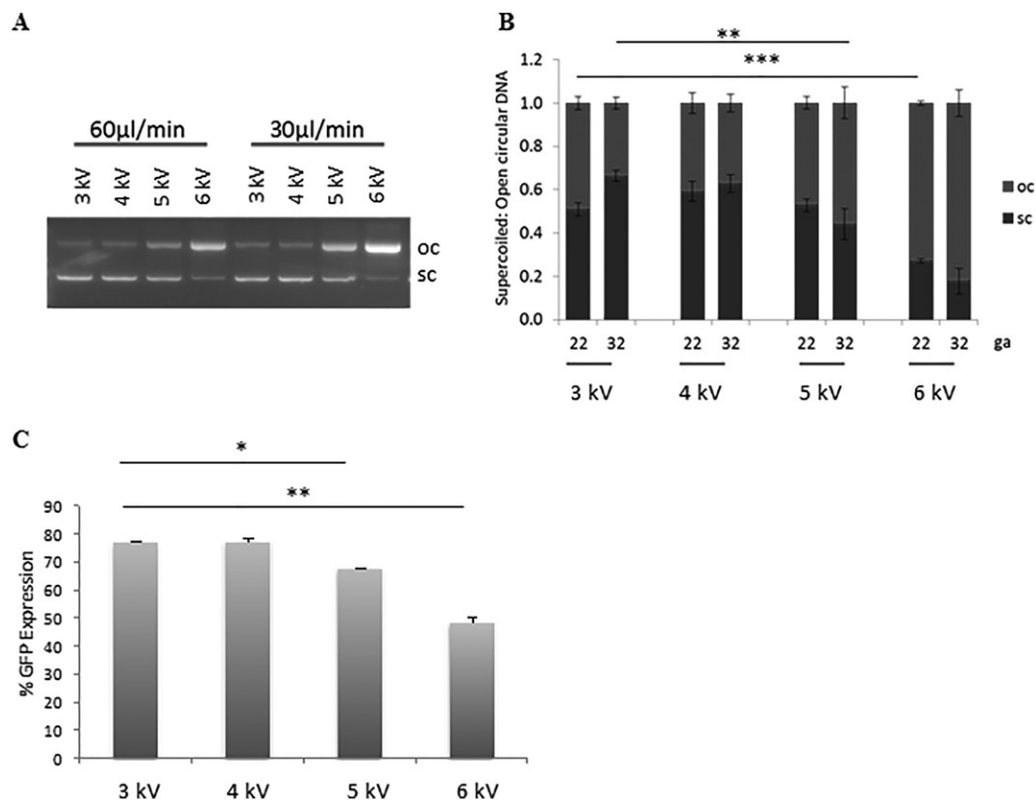 A
60µl/min 30µl/min
3 kV 4 kV 5 kV 6 kV 3 kV 4 kV 5 kV 6 kV
oc
sc
B
**
***
Supercoiled: Open circular DNA
1.2
1.0
0.8
0.6
0.4
0.2
0.0
oc
sc
22 32 22 32 22 32 22 32 ga
3 kV 4 kV 5 kV 6 kV
C
*
**
% GFP Expression
90
80
70
60
50
40
30
20
10
0
3 kV 4 kV 5 kV 6 kV